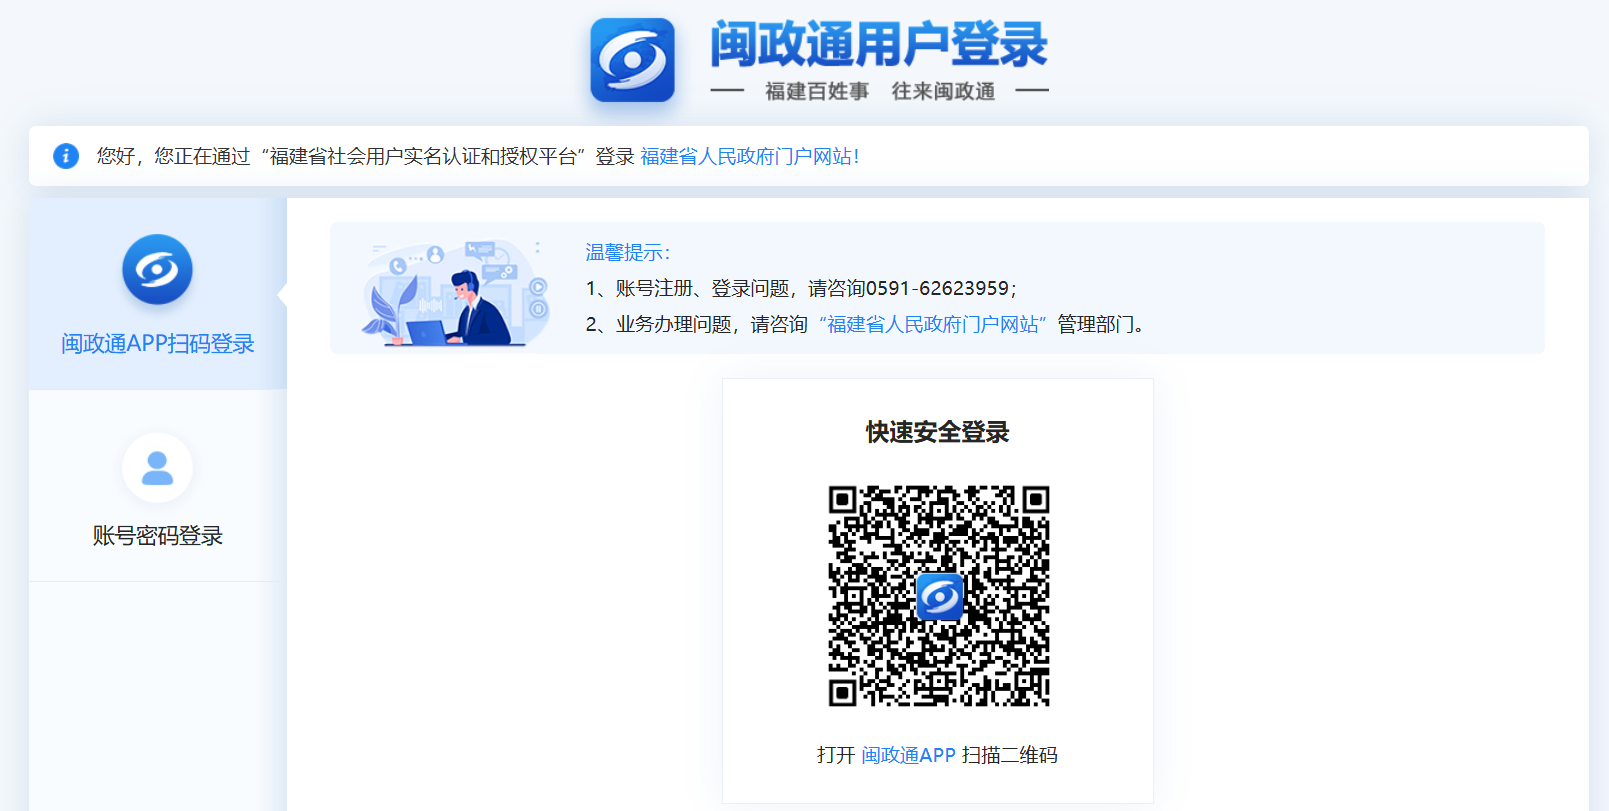 闽政通用户登录
福建百姓事 往来闽政通
您好，您正在通过“福建省社会用户实名认证和授权平台”登录 福建省人民政府门户网站！
闽政通APP扫码登录
账号密码登录
温馨提示：
1、账号注册、登录问题，请咨询0591-62623959；
2、业务办理问题，请咨询“福建省人民政府门户网站”管理部门。
快速安全登录
打开 闽政通APP 扫描二维码